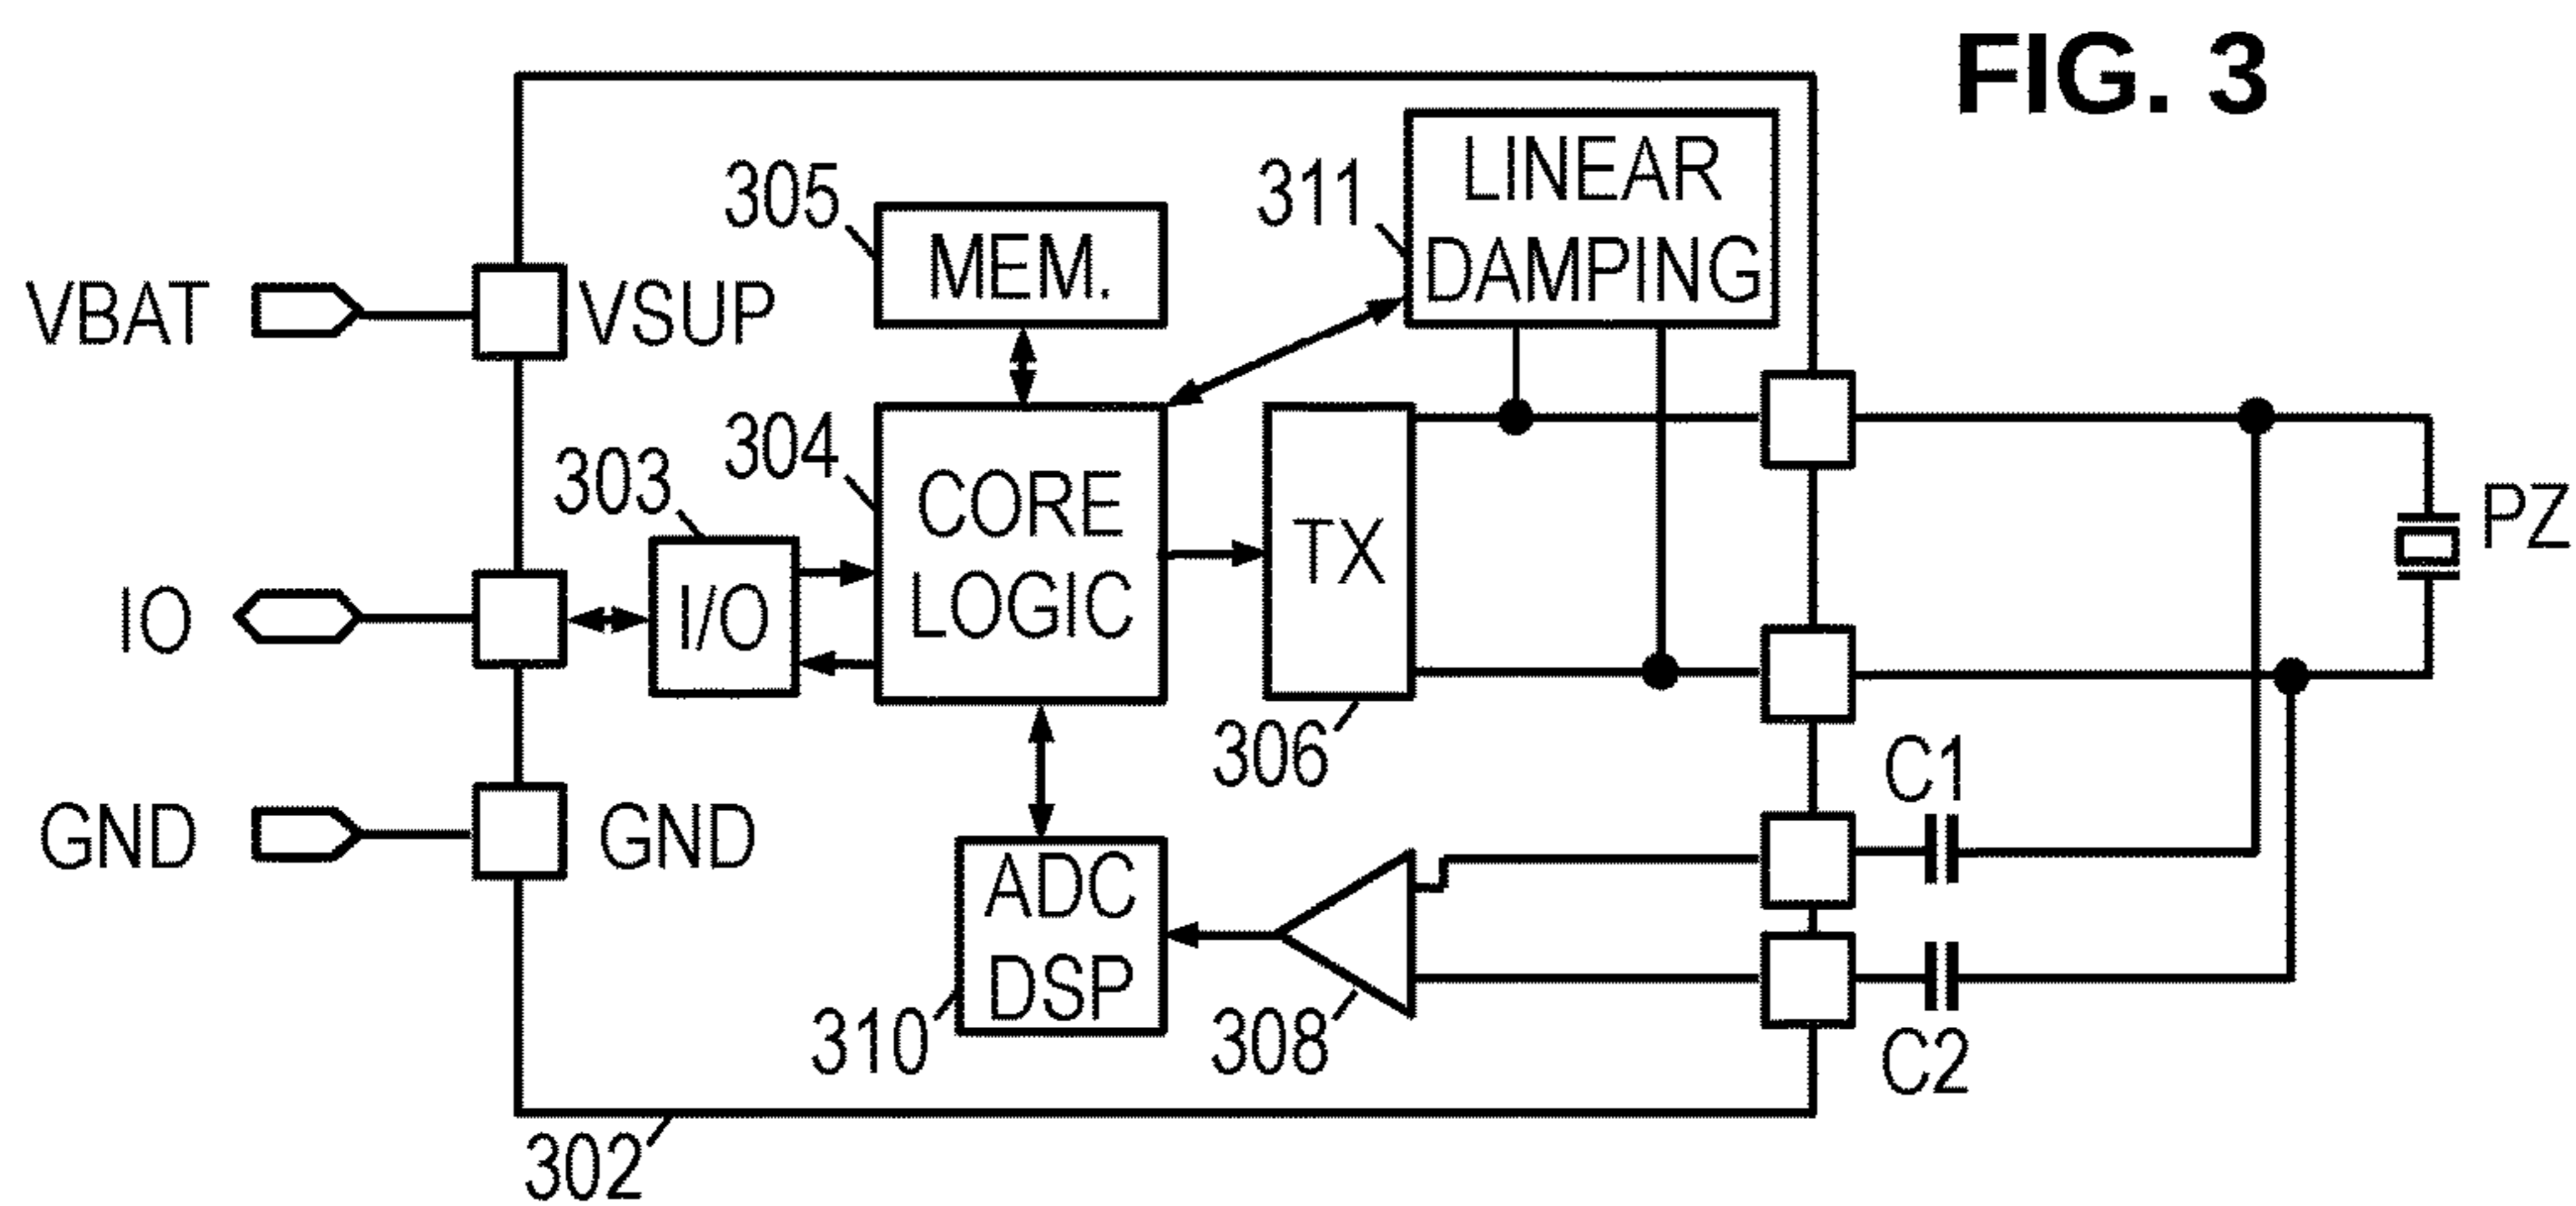 FIG. 3
305
MEM.
311
LINEAR
DAMPING
VBAT
VSUP
304
303
CORE
LOGIC
TX
PZ
IO
I/O
306
C1
GND
GND
ADC
DSP
310
308
C2
302